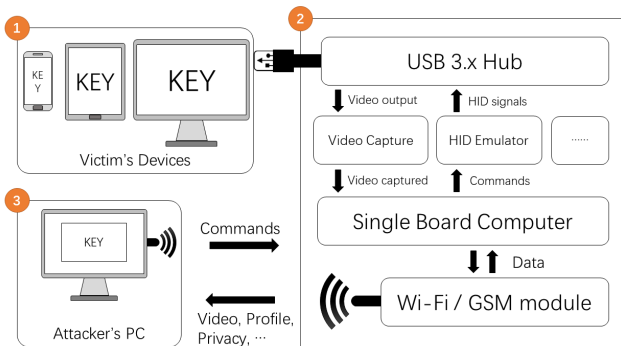 1
KE
Y
KEY
KEY
Victim's Devices
2
USB 3.x Hub
Video output
HID signals
Video Capture
HID Emulator
......
Video captured
Commands
Single Board Computer
Data
Wi-Fi / GSM module
3
KEY
Attacker's PC
Commands
Video, Profile,
Privacy, ...